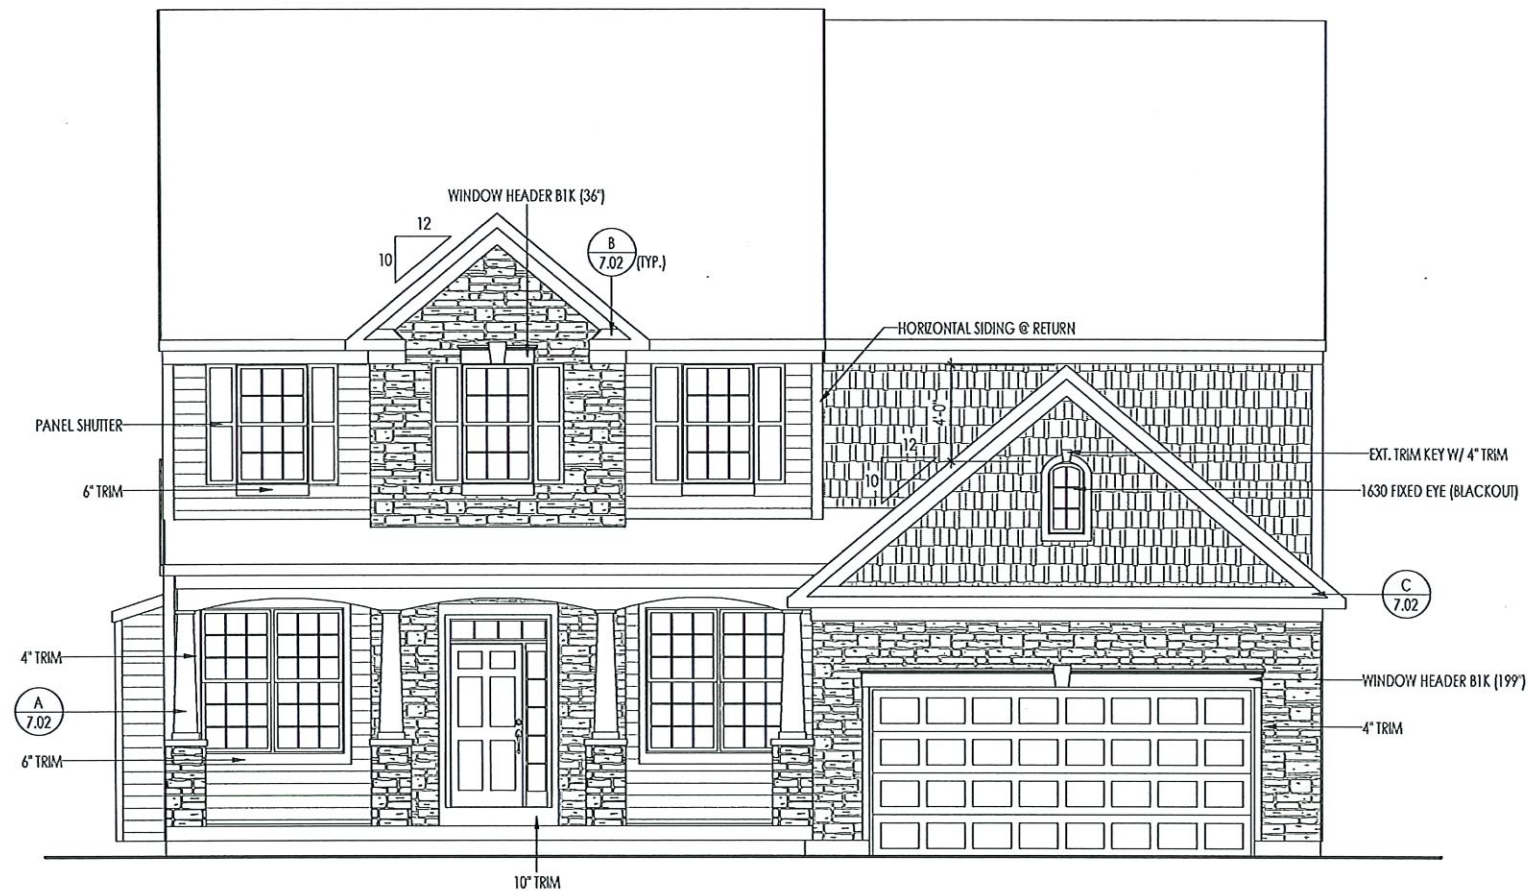 WINDOW HEADER B1K (36")
12
10
B
7.02 (TYP.)
HORIZONTAL SIDING @ RETURN
PANEL SHUTTER
4'-0"
12
10
EXT. TRIM KEY W/ 4" TRIM
6" TRIM
1630 FIXED EYE (BLACKOUT)
C
7.02
4" TRIM
WINDOW HEADER B1K (199")
A
7.02
4" TRIM
6" TRIM
10" TRIM